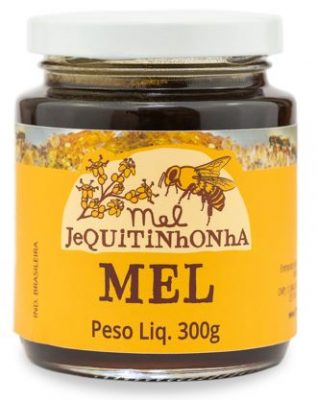 mel
JeQUiTiNhONhA
MEL
Peso Liq. 300g
IND. BRASILEIRA